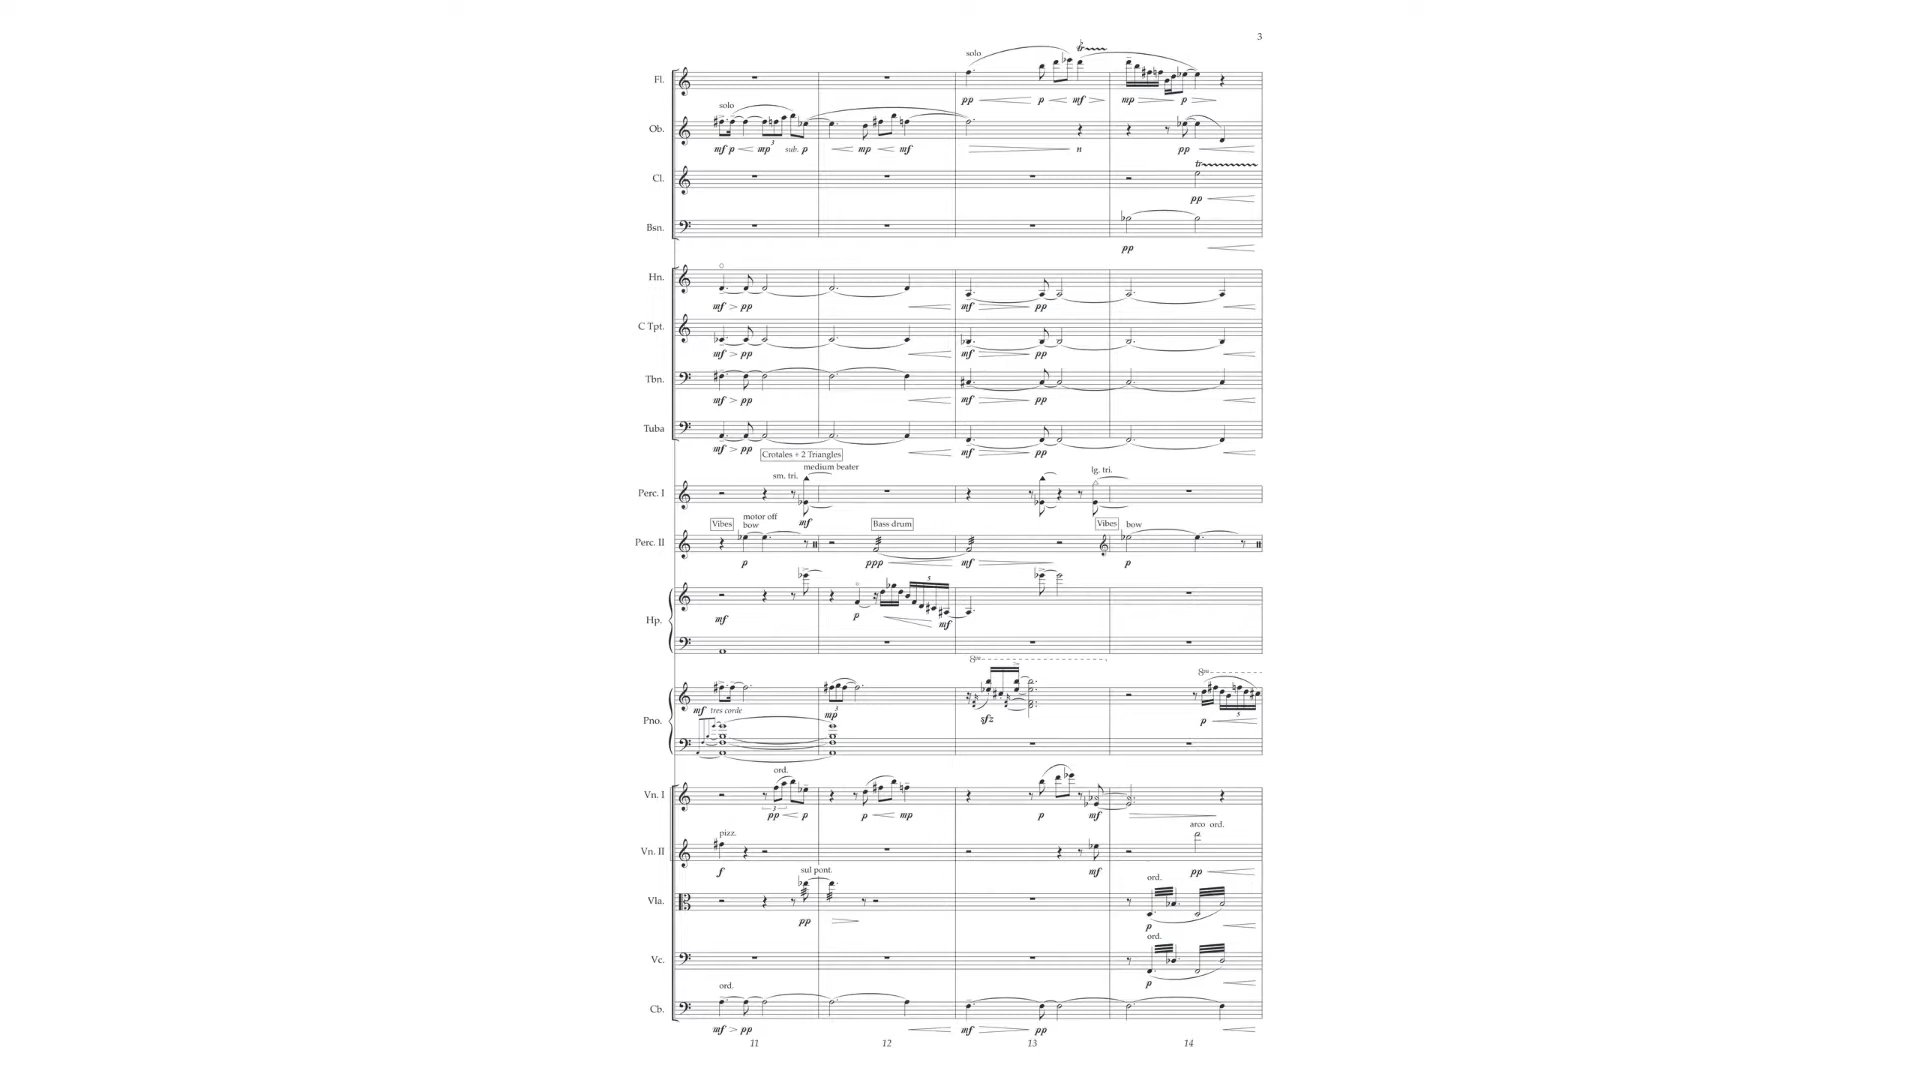 3
solo
Fl.
pp p mf mp p
solo
Ob.
mf p mp 3 sub. p mp mf n pp
tr
Cl.
pp
Bsn.
pp
Hn.
mf pp mf pp
C Tpt.
mf pp mf pp
Tbn.
mf pp mf pp
Tuba
mf pp mf pp
Crotales + 2 Triangles
medium beater
sm. tri. lg. tri.
Perc. I
mf
Vibes motor off Bass drum Vibes bow
bow
Perc. II
p ppp mf p
5
Hp.
mf p mf
8va 8va
Pno.
mf tres corde 3 mp sfz p 5
ord.
Vn. I
3
pp p p mp p mf
pizz. arco ord.
Vn. II
f mf pp
sul pont. ord.
Vla.
pp p
ord.
Vc.
p
ord.
Cb.
mf pp mf pp
11 12 13 14